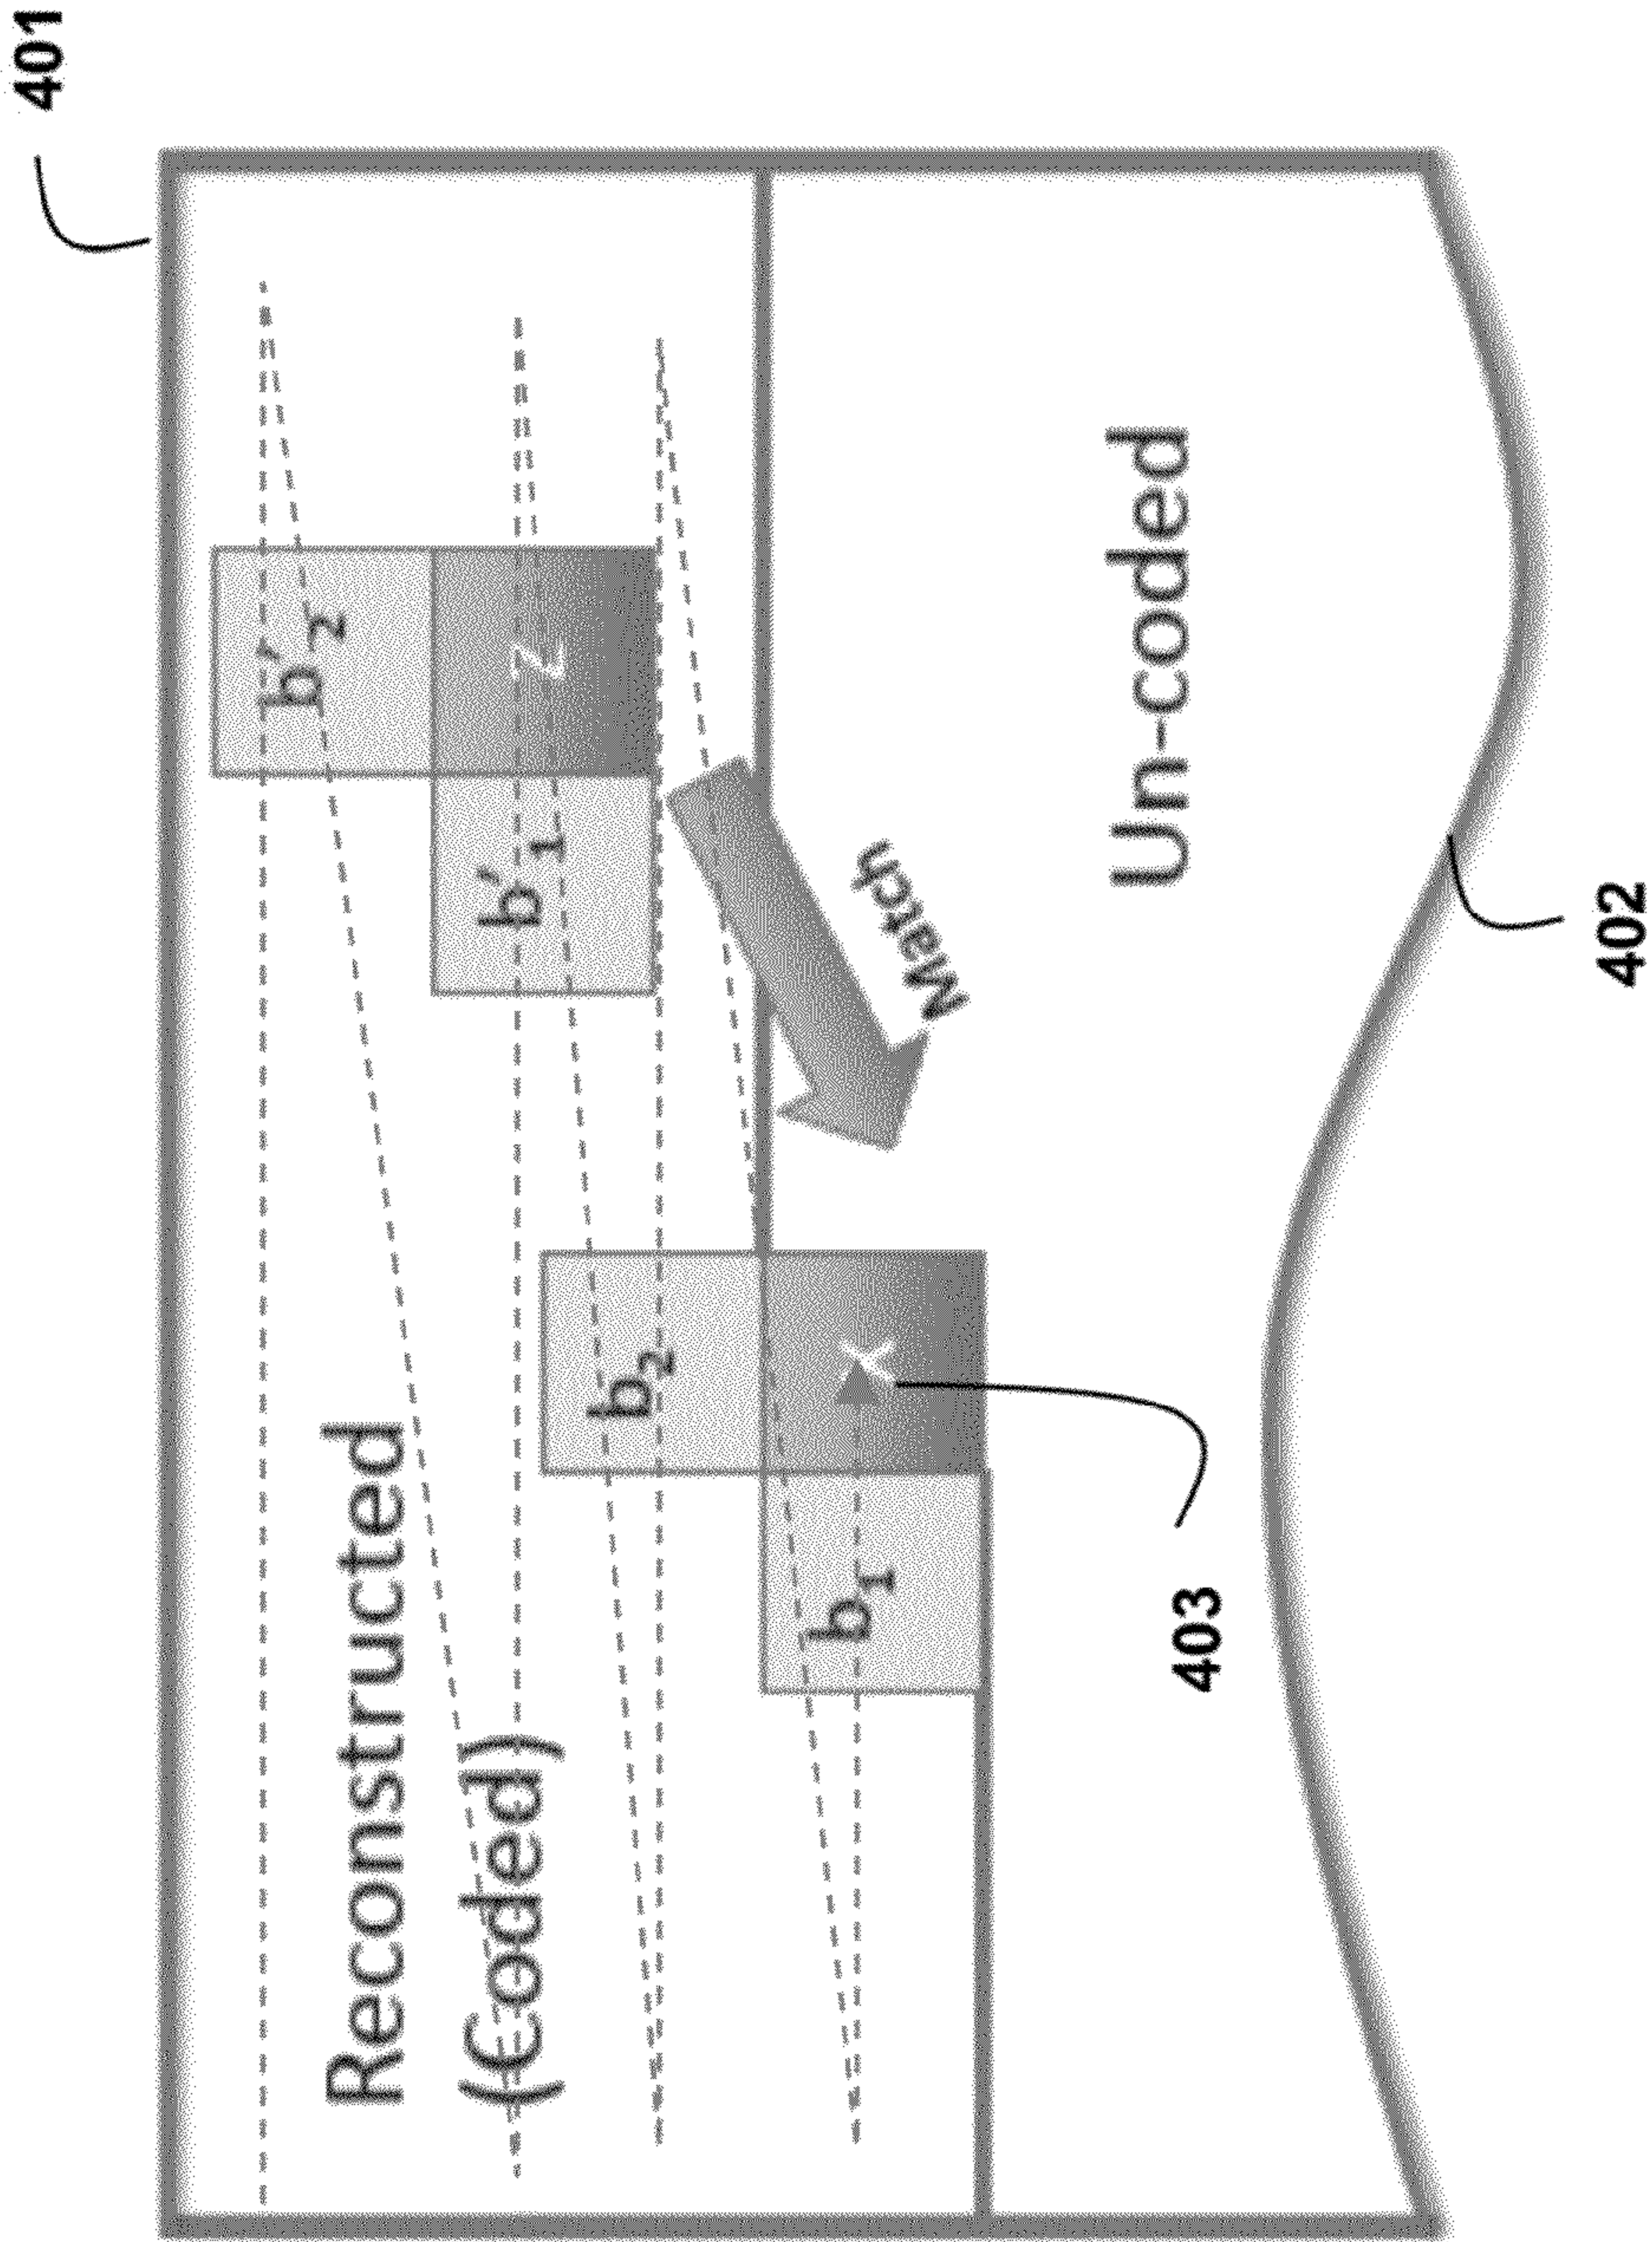 401
b′₂
Reconstructed
(Coded)
b′₁
z
b₂
b₁
x
Match
Un-coded
403
402